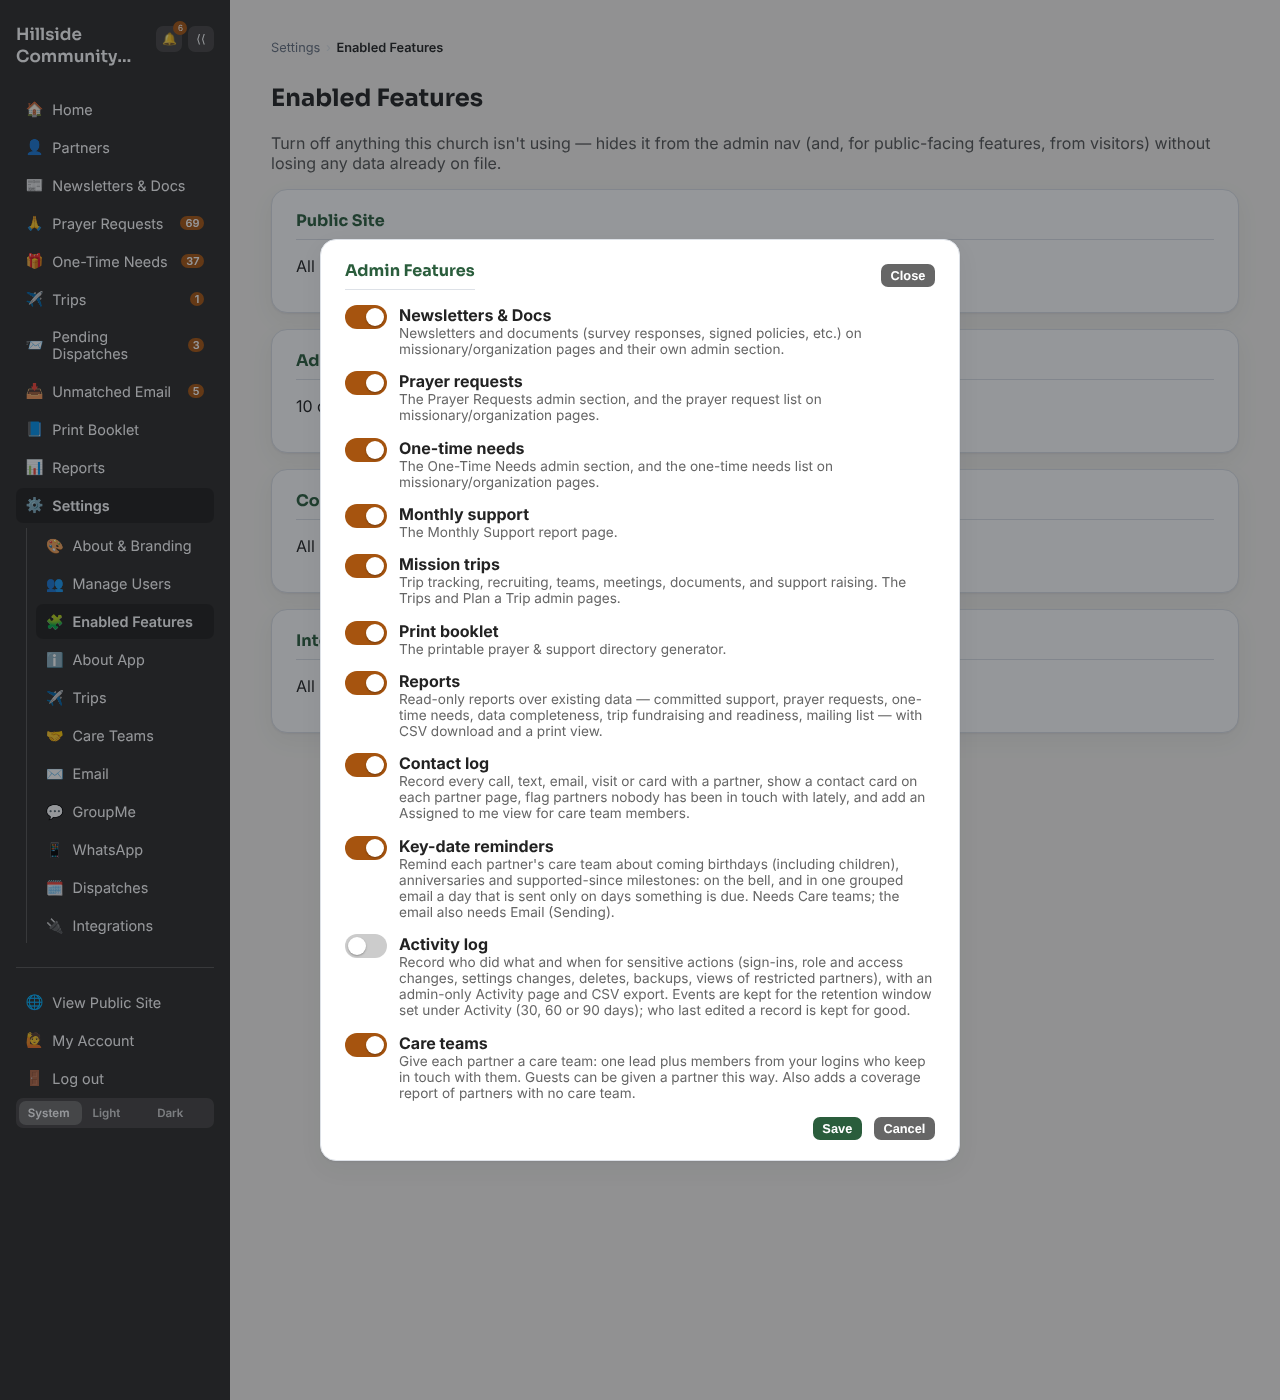 Hillside
Community...
6
⟨⟨
Home
Partners
Newsletters & Docs
Prayer Requests 69
One-Time Needs 37
Trips 1
Pending
Dispatches 3
Unmatched Email 5
Print Booklet
Reports
Settings
About & Branding
Manage Users
Enabled Features
About App
Trips
Care Teams
Email
GroupMe
WhatsApp
Dispatches
Integrations
View Public Site
My Account
Log out
System Light Dark
Settings › Enabled Features
Enabled Features
Turn off anything this church isn't using — hides it from the admin nav (and, for public-facing features, from visitors) without
losing any data already on file.
Public Site
All
Ad
10
Co
All
Int
All
Admin Features
Close
Newsletters & Docs
Newsletters and documents (survey responses, signed policies, etc.) on
missionary/organization pages and their own admin section.
Prayer requests
The Prayer Requests admin section, and the prayer request list on
missionary/organization pages.
One-time needs
The One-Time Needs admin section, and the one-time needs list on
missionary/organization pages.
Monthly support
The Monthly Support report page.
Mission trips
Trip tracking, recruiting, teams, meetings, documents, and support raising. The
Trips and Plan a Trip admin pages.
Print booklet
The printable prayer & support directory generator.
Reports
Read-only reports over existing data — committed support, prayer requests, one-
time needs, data completeness, trip fundraising and readiness, mailing list — with
CSV download and a print view.
Contact log
Record every call, text, email, visit or card with a partner, show a contact card on
each partner page, flag partners nobody has been in touch with lately, and add an
Assigned to me view for care team members.
Key-date reminders
Remind each partner's care team about coming birthdays (including children),
anniversaries and supported-since milestones: on the bell, and in one grouped
email a day that is sent only on days something is due. Needs Care teams; the
email also needs Email (Sending).
Activity log
Record who did what and when for sensitive actions (sign-ins, role and access
changes, settings changes, deletes, backups, views of restricted partners), with an
admin-only Activity page and CSV export. Events are kept for the retention window
set under Activity (30, 60 or 90 days); who last edited a record is kept for good.
Care teams
Give each partner a care team: one lead plus members from your logins who keep
in touch with them. Guests can be given a partner this way. Also adds a coverage
report of partners with no care team.
Save Cancel